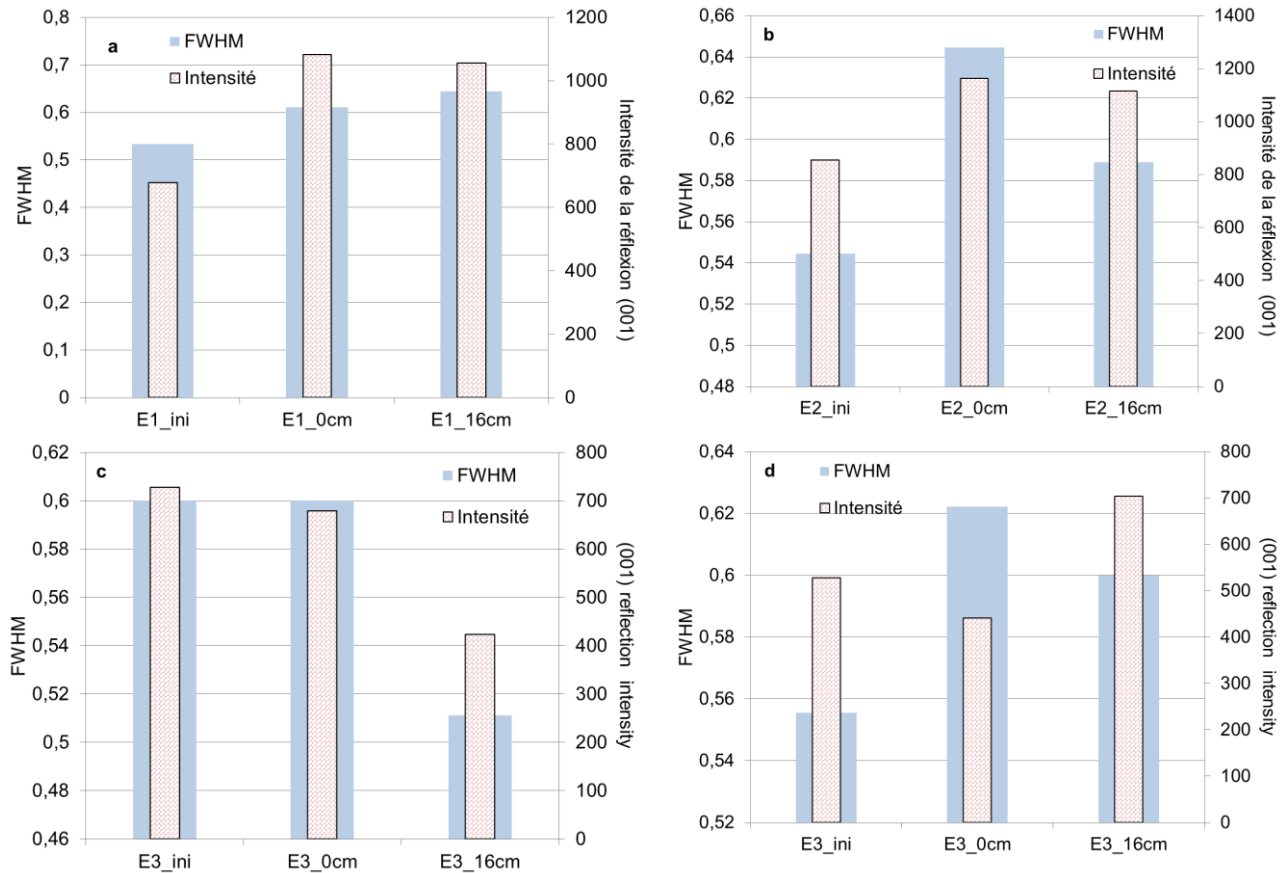 a
FWHM
Intensité
0,8
0,7
0,6
0,5
0,4
0,3
0,2
0,1
0
FWHM
1200
1000
800
600
400
200
0
Intensité de la réflexion (001)
E1_ini
E1_0cm
E1_16cm
b
FWHM
Intensité
0,66
0,64
0,62
0,6
0,58
0,56
0,54
0,52
0,5
0,48
FWHM
1400
1200
1000
800
600
400
200
0
Intensité de la réflexion (001)
E2_ini
E2_0cm
E2_16cm
c
FWHM
Intensité
0,62
0,6
0,58
0,56
0,54
0,52
0,5
0,48
0,46
FWHM
800
700
600
500
400
300
200
100
0
(001) reflection intensity
E3_ini
E3_0cm
E3_16cm
d
FWHM
Intensité
0,64
0,62
0,6
0,58
0,56
0,54
0,52
FWHM
800
700
600
500
400
300
200
100
0
(001) reflection intensity
E3_ini
E3_0cm
E3_16cm